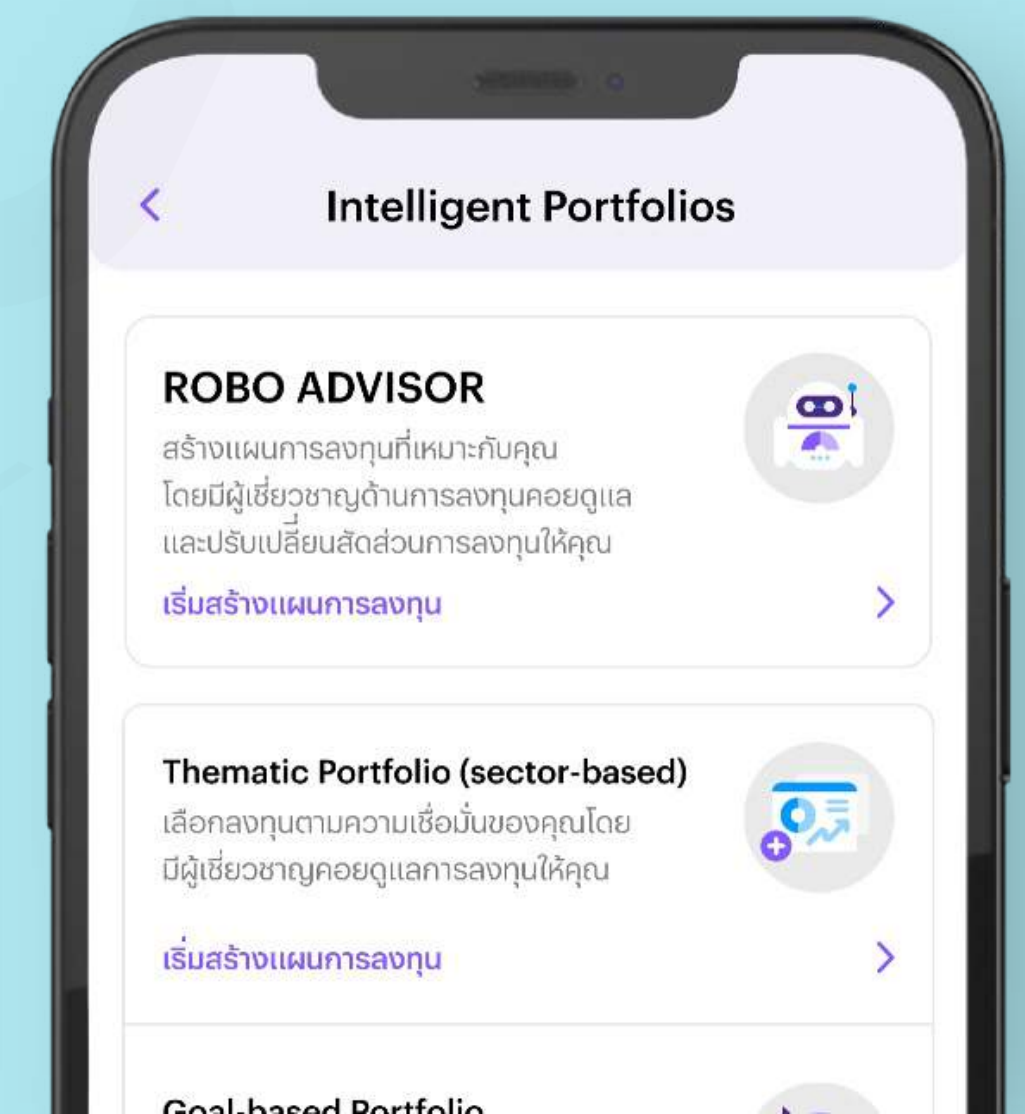 Intelligent Portfolios
ROBO ADVISOR
สร้างแผนการลงทุนที่เหมาะกับคุณ
โดยมีผู้เชี่ยวชาญด้านการลงทุนคอยดูแล
และปรับเปลี่ยนสัดส่วนการลงทุนให้คุณ
เริ่มสร้างแผนการลงทุน
Thematic Portfolio (sector-based)
เลือกลงทุนตามความเชื่อมั่นของคุณโดย
มีผู้เชี่ยวชาญคอยดูแลการลงทุนให้คุณ
เริ่มสร้างแผนการลงทุน
Goal-based Portfolio